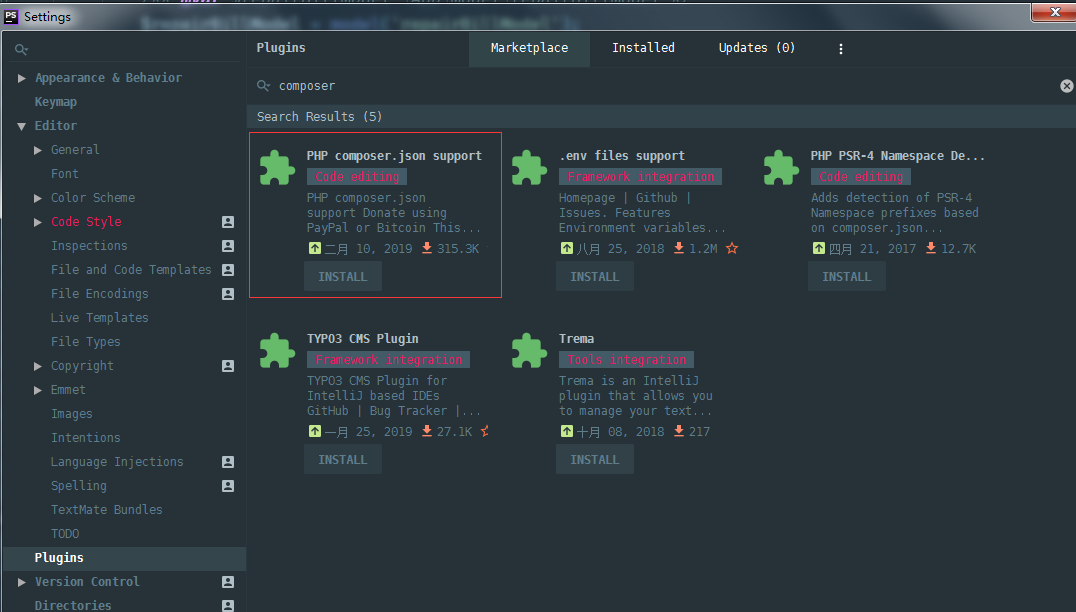 PS Settings
Plugins Marketplace Installed Updates (0)
composer
Search Results (5)
Appearance & Behavior
Keymap
Editor
General
Font
Color Scheme
Code Style
Inspections
File and Code Templates
File Encodings
Live Templates
File Types
Copyright
Emmet
Images
Intentions
Language Injections
Spelling
TextMate Bundles
TODO
Plugins
Version Control
Directories
PHP composer.json support
Code editing
PHP composer.json
support Donate using
PayPal or Bitcoin This...
二月 10, 2019 315.3K
INSTALL
.env files support
Framework integration
Homepage | Github |
Issues. Features
Environment variables...
八月 25, 2018 1.2M
INSTALL
PHP PSR-4 Namespace De...
Code editing
Adds detection of PSR-4
Namespace prefixes based
on composer.json...
四月 21, 2017 12.7K
INSTALL
TYPO3 CMS Plugin
Framework integration
TYPO3 CMS Plugin for
IntelliJ based IDEs
GitHub | Bug Tracker |...
一月 25, 2019 27.1K
INSTALL
Trema
Tools integration
Trema is an IntelliJ
plugin that allows you
to manage your text...
十月 08, 2018 217
INSTALL